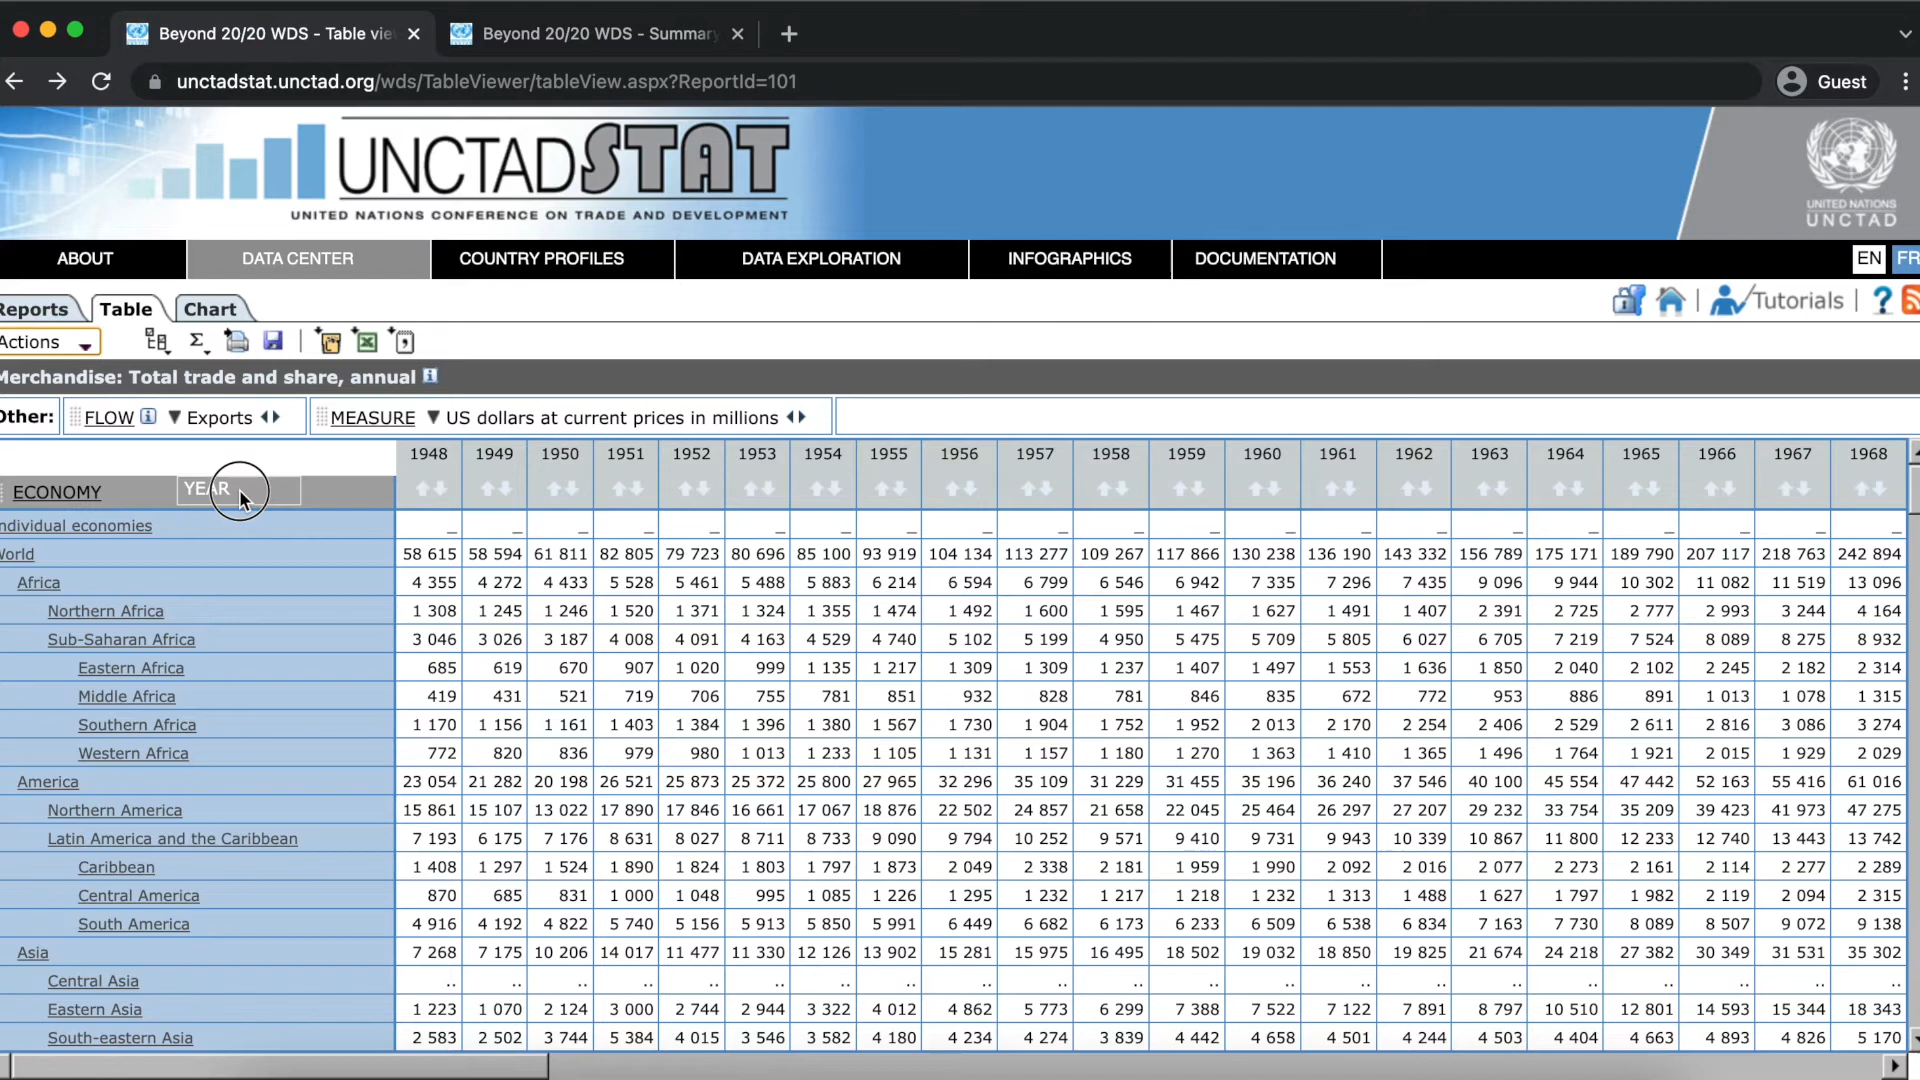 Beyond 20/20 WDS - Table vie
Beyond 20/20 WDS - Summary
unctadstat.unctad.org/wds/TableViewer/tableView.aspx?ReportId=101
Guest
UNCTADSTAT
UNITED NATIONS CONFERENCE ON TRADE AND DEVELOPMENT
UNITED NATIONS
UNCTAD
ABOUT DATA CENTER COUNTRY PROFILES DATA EXPLORATION INFOGRAPHICS DOCUMENTATION EN FR
Reports Table Chart
Tutorials
Actions
Merchandise: Total trade and share, annual
Other: FLOW Exports MEASURE US dollars at current prices in millions
1948 1949 1950 1951 1952 1953 1954 1955 1956 1957 1958 1959 1960 1961 1962 1963 1964 1965 1966 1967 1968
ECONOMY YEAR
ndividual economies _ _ _ _ _ _ _ _ _ _ _ _ _ _ _ _ _ _ _ _ _
World 58 615 58 594 61 811 82 805 79 723 80 696 85 100 93 919 104 134 113 277 109 267 117 866 130 238 136 190 143 332 156 789 175 171 189 790 207 117 218 763 242 894
Africa 4 355 4 272 4 433 5 528 5 461 5 488 5 883 6 214 6 594 6 799 6 546 6 942 7 335 7 296 7 435 9 096 9 944 10 302 11 082 11 519 13 096
Northern Africa 1 308 1 245 1 246 1 520 1 371 1 324 1 355 1 474 1 492 1 600 1 595 1 467 1 627 1 491 1 407 2 391 2 725 2 777 2 993 3 244 4 164
Sub-Saharan Africa 3 046 3 026 3 187 4 008 4 091 4 163 4 529 4 740 5 102 5 199 4 950 5 475 5 709 5 805 6 027 6 705 7 219 7 524 8 089 8 275 8 932
Eastern Africa 685 619 670 907 1 020 999 1 135 1 217 1 309 1 309 1 237 1 407 1 497 1 553 1 636 1 850 2 040 2 102 2 245 2 182 2 314
Middle Africa 419 431 521 719 706 755 781 851 932 828 781 846 835 672 772 953 886 891 1 013 1 078 1 315
Southern Africa 1 170 1 156 1 161 1 403 1 384 1 396 1 380 1 567 1 730 1 904 1 752 1 952 2 013 2 170 2 254 2 406 2 529 2 611 2 816 3 086 3 274
Western Africa 772 820 836 979 980 1 013 1 233 1 105 1 131 1 157 1 180 1 270 1 363 1 410 1 365 1 496 1 764 1 921 2 015 1 929 2 029
America 23 054 21 282 20 198 26 521 25 873 25 372 25 800 27 965 32 296 35 109 31 229 31 455 35 196 36 240 37 546 40 100 45 554 47 442 52 163 55 416 61 016
Northern America 15 861 15 107 13 022 17 890 17 846 16 661 17 067 18 876 22 502 24 857 21 658 22 045 25 464 26 297 27 207 29 232 33 754 35 209 39 423 41 973 47 275
Latin America and the Caribbean 7 193 6 175 7 176 8 631 8 027 8 711 8 733 9 090 9 794 10 252 9 571 9 410 9 731 9 943 10 339 10 867 11 800 12 233 12 740 13 443 13 742
Caribbean 1 408 1 297 1 524 1 890 1 824 1 803 1 797 1 873 2 049 2 338 2 181 1 959 1 990 2 092 2 016 2 077 2 273 2 161 2 114 2 277 2 289
Central America 870 685 831 1 000 1 048 995 1 085 1 226 1 295 1 232 1 217 1 218 1 232 1 313 1 488 1 627 1 797 1 982 2 119 2 094 2 315
South America 4 916 4 192 4 822 5 740 5 156 5 913 5 850 5 991 6 449 6 682 6 173 6 233 6 509 6 538 6 834 7 163 7 730 8 089 8 507 9 072 9 138
Asia 7 268 7 175 10 206 14 017 11 477 11 330 12 126 13 902 15 281 15 975 16 495 18 502 19 032 18 850 19 825 21 674 24 218 27 382 30 349 31 531 35 302
Central Asia .. .. .. .. .. .. .. .. .. .. .. .. .. .. .. .. .. .. .. .. ..
Eastern Asia 1 223 1 070 2 124 3 000 2 744 2 944 3 322 4 012 4 862 5 773 6 299 7 388 7 522 7 122 7 891 8 797 10 510 12 801 14 593 15 344 18 343
South-eastern Asia 2 583 2 502 3 744 5 384 4 015 3 546 3 582 4 180 4 234 4 274 3 839 4 442 4 658 4 501 4 244 4 503 4 404 4 663 4 893 4 826 5 170